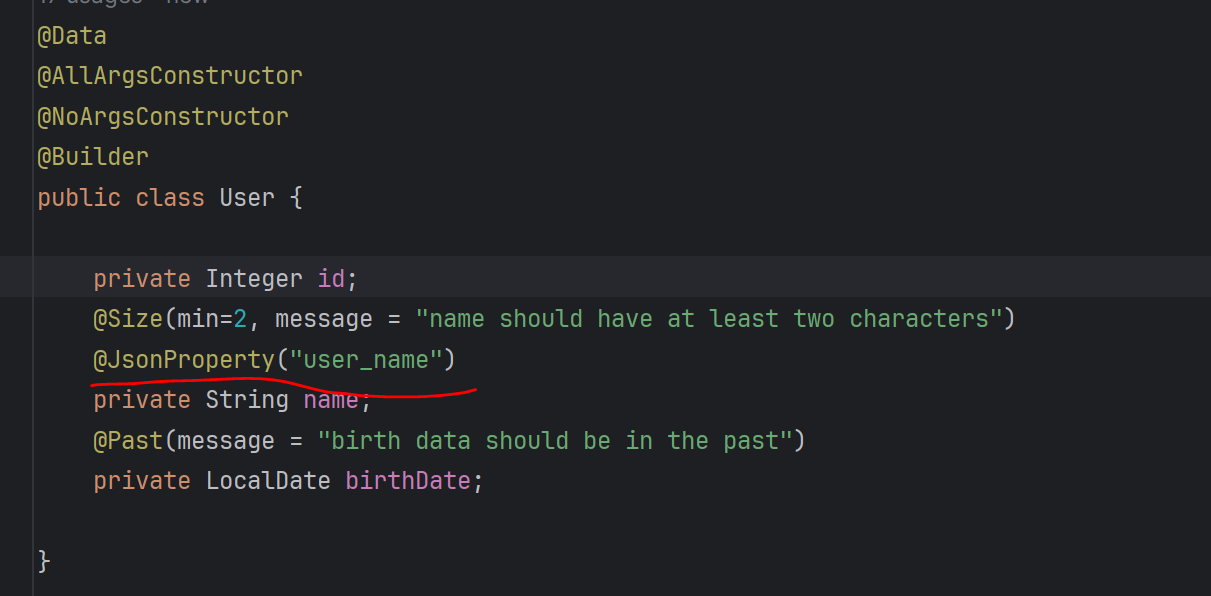 @Data
@AllArgsConstructor
@NoArgsConstructor
@Builder
public class User {
private Integer id;
@Size(min=2, message = "name should have at least two characters")
@JsonProperty("user_name")
private String name;
@Past(message = "birth data should be in the past")
private LocalDate birthDate;
}